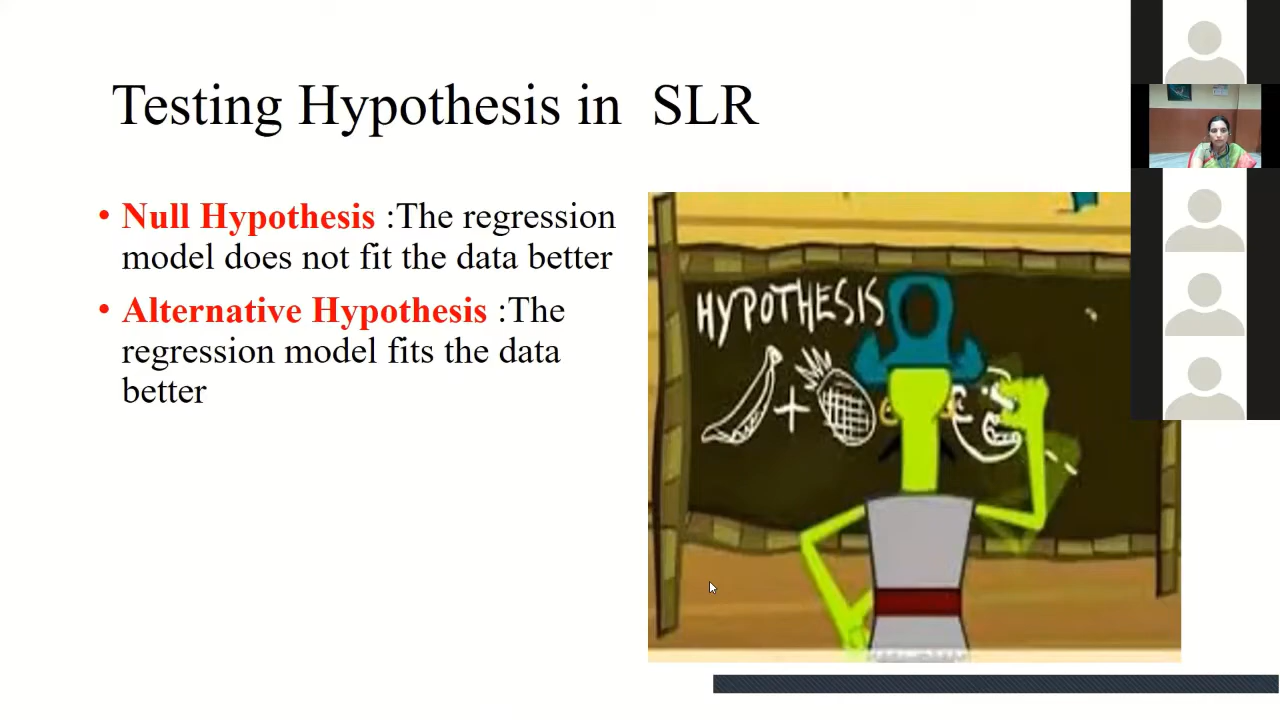 Testing Hypothesis in SLR
• Null Hypothesis :The regression
model does not fit the data better
• Alternative Hypothesis :The
regression model fits the data
better
HYPOTHESIS
+